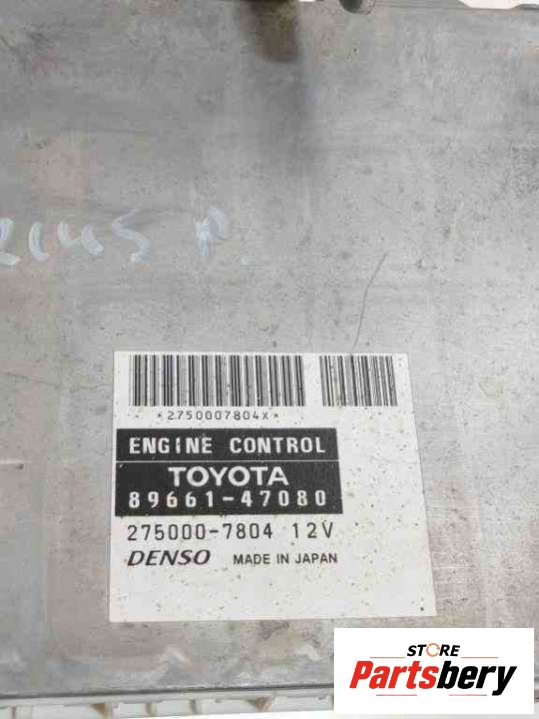 *2750007804X*
ENGINE CONTROL
TOYOTA
89661-47080
275000-7804 12V
DENSO MADE IN JAPAN
STORE
Partsbery